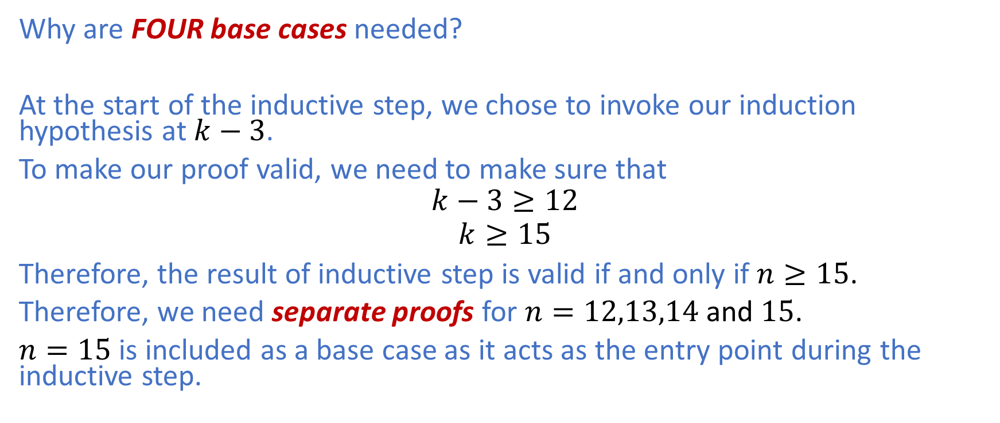 Why are FOUR base cases needed?
At the start of the inductive step, we chose to invoke our induction
hypothesis at k − 3.
To make our proof valid, we need to make sure that
k − 3 ≥ 12
k ≥ 15
Therefore, the result of inductive step is valid if and only if n ≥ 15.
Therefore, we need separate proofs for n = 12,13,14 and 15.
n = 15 is included as a base case as it acts as the entry point during the
inductive step.